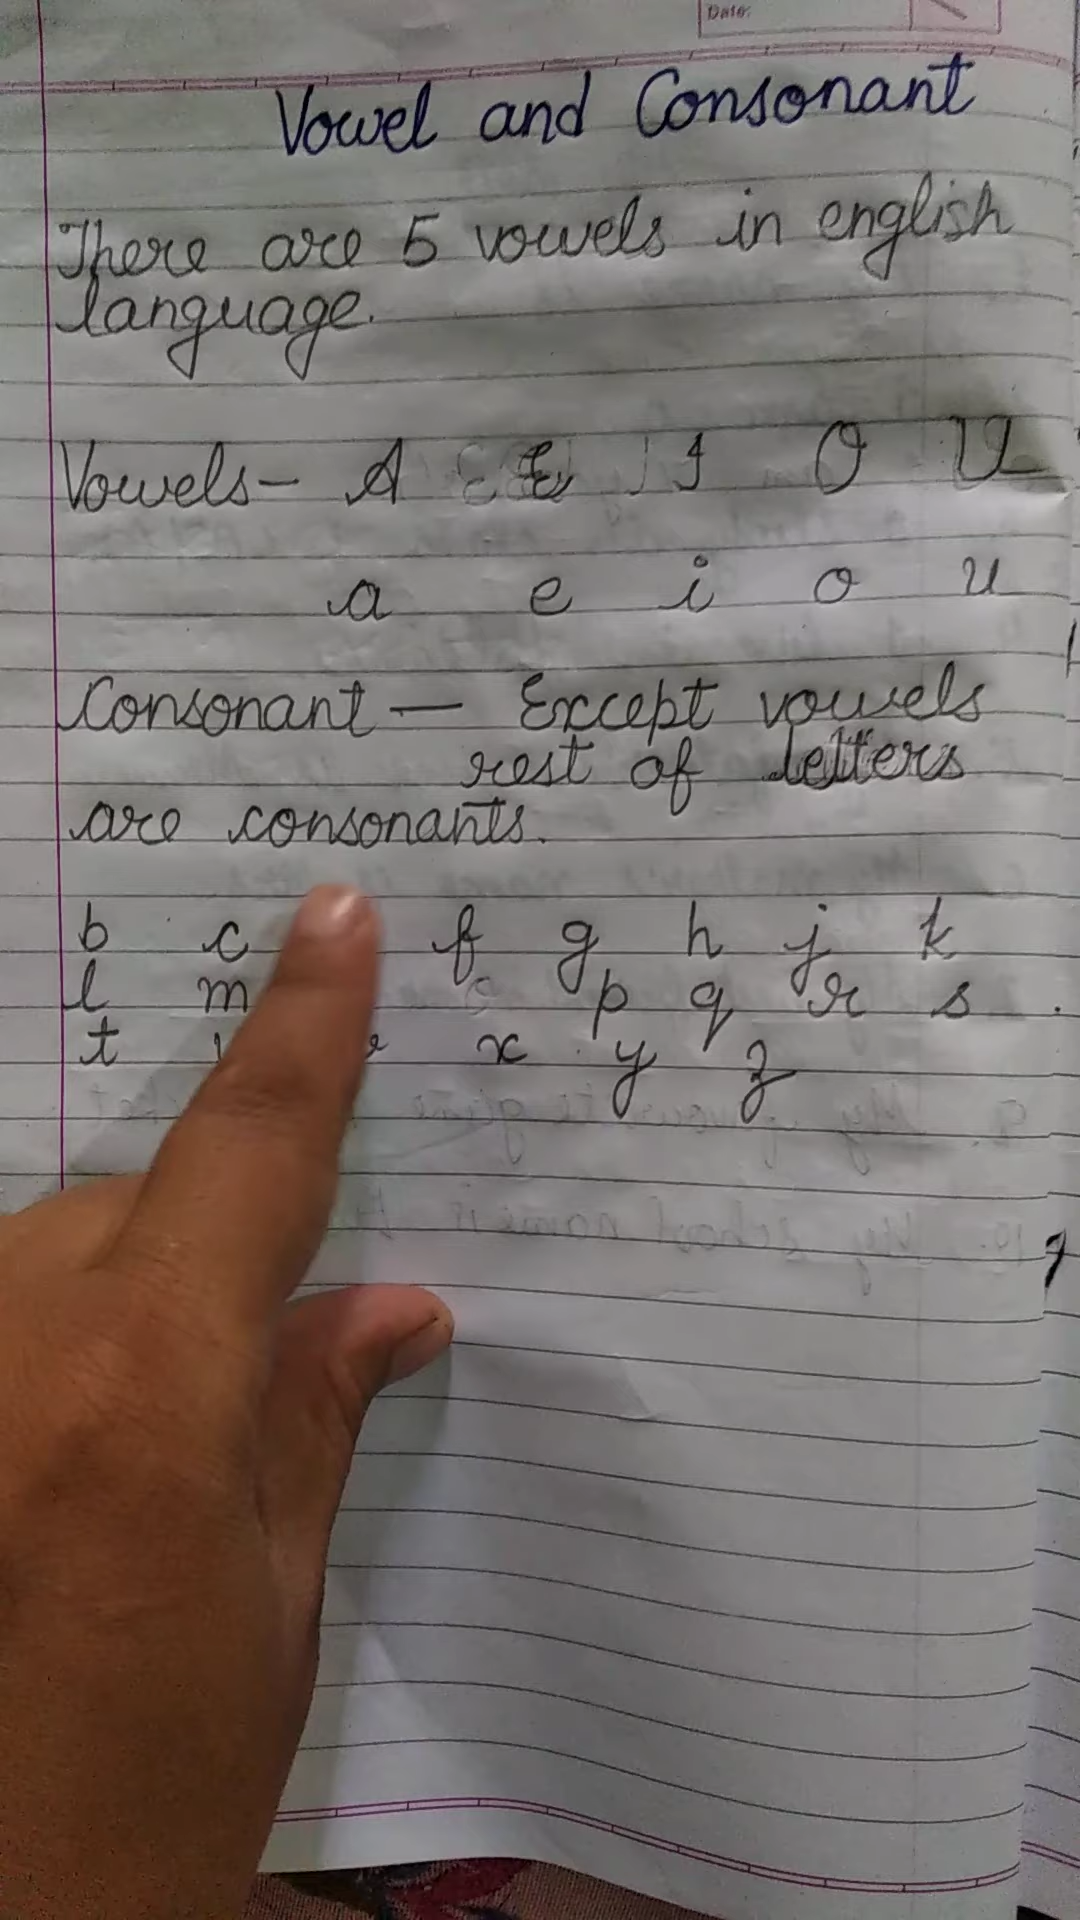 Date:
Vowel and Consonant
There are 5 vowels in english
language.
Vowels- A E I O U
a e i o u
Consonant - Except vowels
rest of letters
are consonants.
b c f g h j k
l m p q r s
t x y z